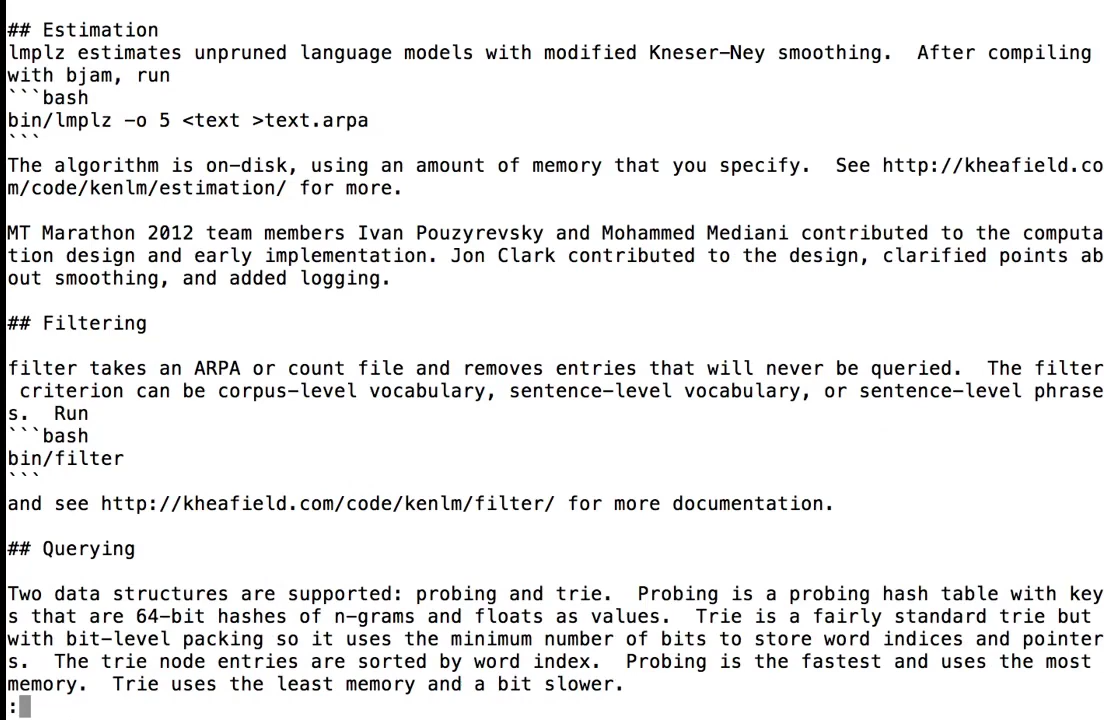 ## Estimation
lmplz estimates unpruned language models with modified Kneser-Ney smoothing.  After compiling
with bjam, run
```bash
bin/lmplz -o 5 <text >text.arpa
```
The algorithm is on-disk, using an amount of memory that you specify.  See http://kheafield.co
m/code/kenlm/estimation/ for more.
MT Marathon 2012 team members Ivan Pouzyrevsky and Mohammed Mediani contributed to the computa
tion design and early implementation. Jon Clark contributed to the design, clarified points ab
out smoothing, and added logging.
## Filtering
filter takes an ARPA or count file and removes entries that will never be queried.  The filter
 criterion can be corpus-level vocabulary, sentence-level vocabulary, or sentence-level phrase
s.  Run
```bash
bin/filter
```
and see http://kheafield.com/code/kenlm/filter/ for more documentation.
## Querying
Two data structures are supported: probing and trie.  Probing is a probing hash table with key
s that are 64-bit hashes of n-grams and floats as values.  Trie is a fairly standard trie but
with bit-level packing so it uses the minimum number of bits to store word indices and pointer
s.  The trie node entries are sorted by word index.  Probing is the fastest and uses the most
memory.  Trie uses the least memory and a bit slower.
: